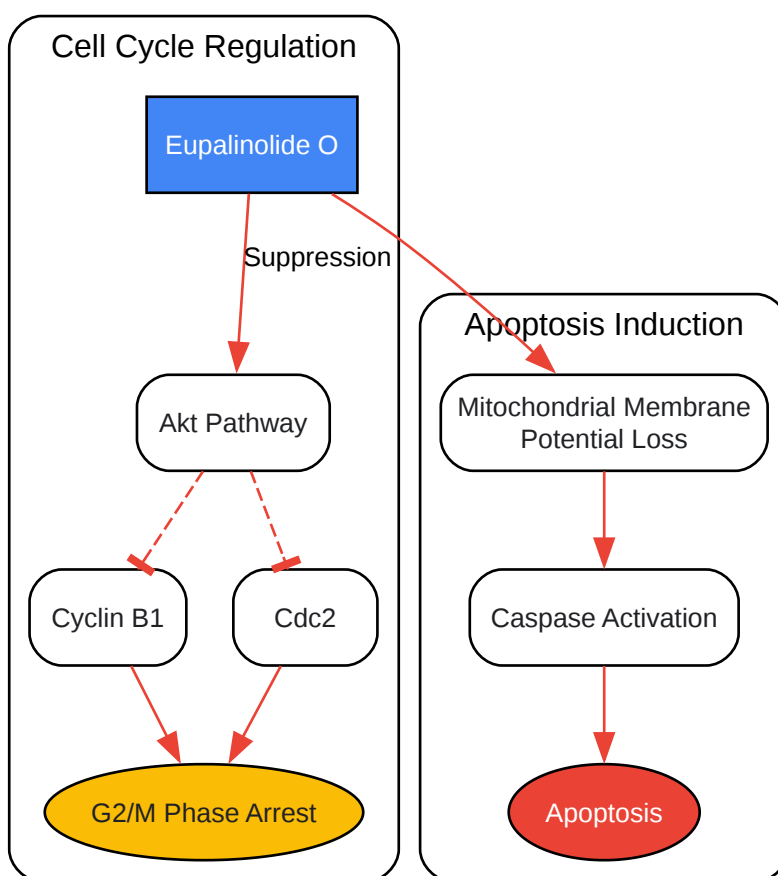 Cell Cycle Regulation
Eupalinolide O
Suppression
Apoptosis Induction
Akt Pathway
Mitochondrial Membrane
Potential Loss
Cyclin B1
Cdc2
Caspase Activation
G2/M Phase Arrest
Apoptosis